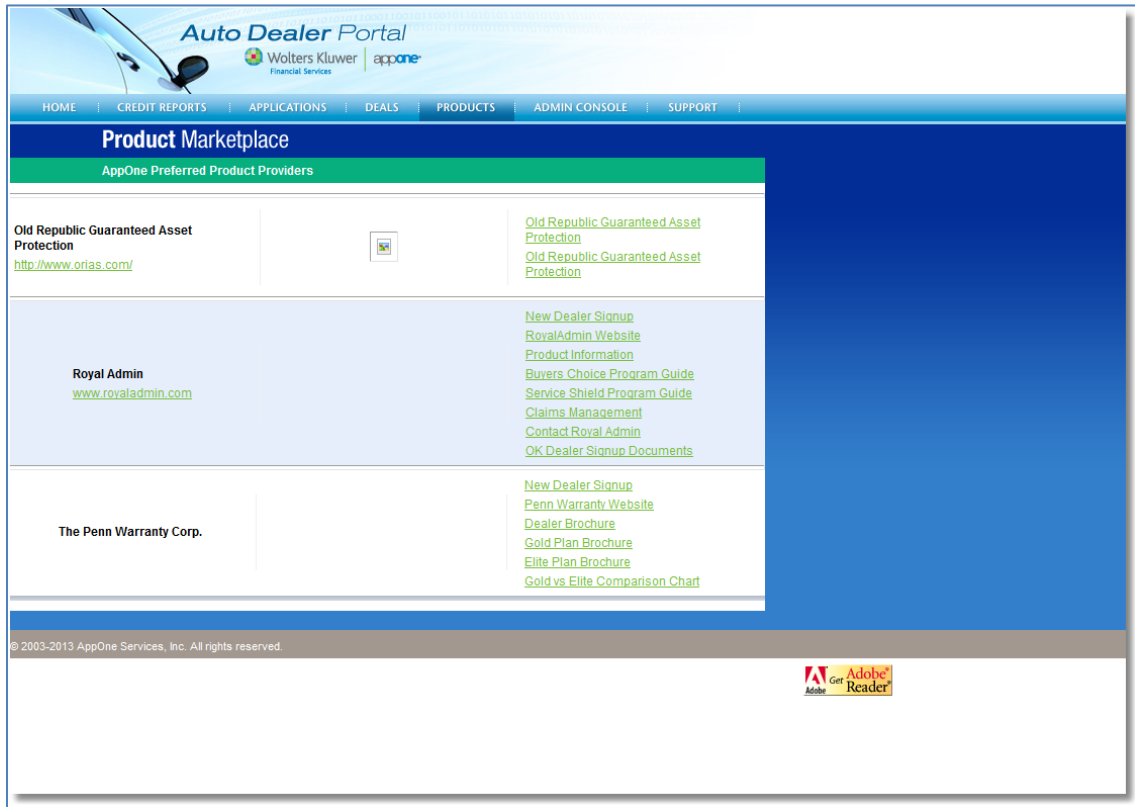 Auto Dealer Portal
Wolters Kluwer
Financial Services
appone
HOME
CREDIT REPORTS
APPLICATIONS
DEALS
PRODUCTS
ADMIN CONSOLE
SUPPORT
Product Marketplace
AppOne Preferred Product Providers
Old Republic Guaranteed Asset
Protection
http://www.orias.com/
Old Republic Guaranteed Asset
Protection
Old Republic Guaranteed Asset
Protection
Royal Admin
www.royaladmin.com
New Dealer Signup
RoyalAdmin Website
Product Information
Buyers Choice Program Guide
Service Shield Program Guide
Claims Management
Contact Royal Admin
OK Dealer Signup Documents
The Penn Warranty Corp.
New Dealer Signup
Penn Warranty Website
Dealer Brochure
Gold Plan Brochure
Elite Plan Brochure
Gold vs Elite Comparison Chart
© 2003-2013 AppOne Services, Inc. All rights reserved.
Adobe
Get Adobe®
Reader®